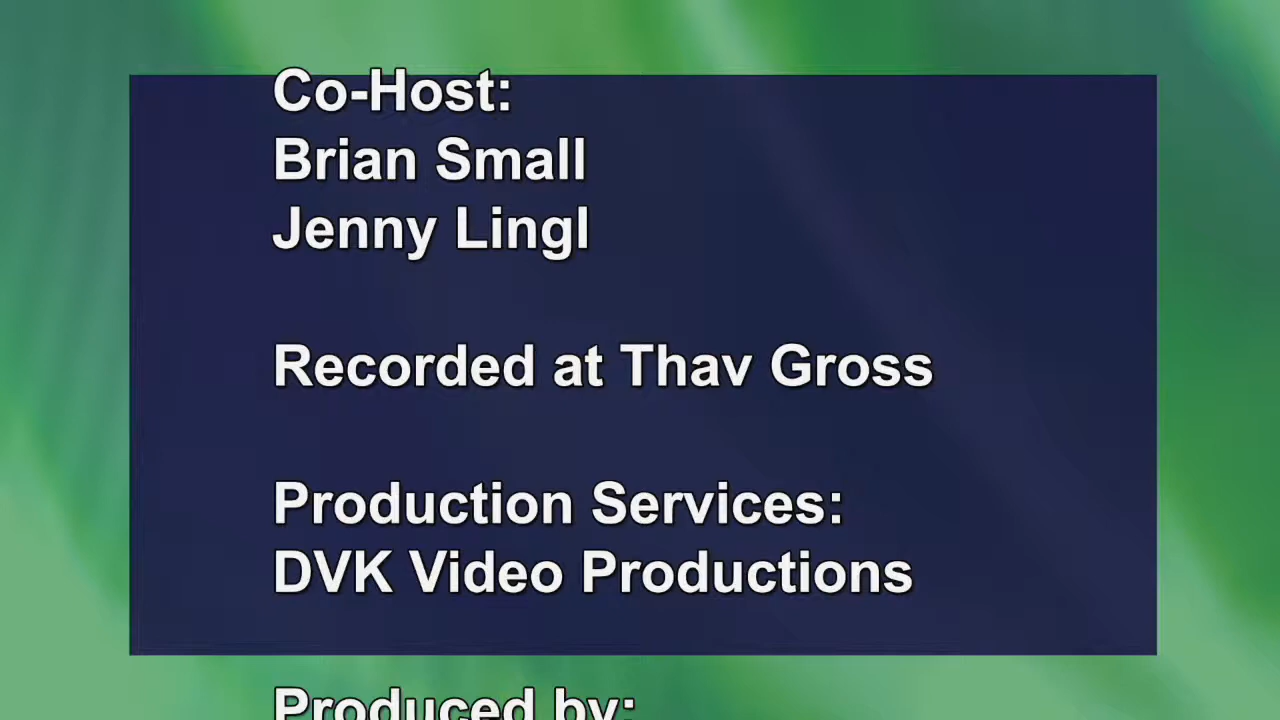 Co-Host:
Brian Small
Jenny Lingl
Recorded at Thav Gross
Production Services:
DVK Video Productions
Produced by: